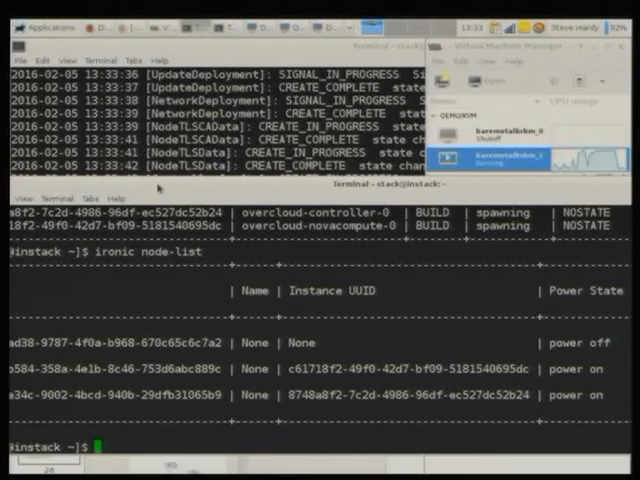 Applications
13:33
Steve Hardy
92%
Terminal - stack@
Virtual Machine Manager
File Edit View Terminal Tabs Help
2016-02-05 13:33:36 [UpdateDeployment]: SIGNAL_IN_PROGRESS
2016-02-05 13:33:37 [UpdateDeployment]: CREATE_COMPLETE state
2016-02-05 13:33:38 [NetworkDeployment]: SIGNAL_IN_PROGRESS
2016-02-05 13:33:39 [NetworkDeployment]: CREATE_COMPLETE
2016-02-05 13:33:39 [NodeTLSCAData]: CREATE_IN_PROGRESS state
2016-02-05 13:33:41 [NodeTLSCAData]: CREATE_COMPLETE state
2016-02-05 13:33:41 [NodeTLSData]: CREATE_IN_PROGRESS state
2016-02-05 13:33:42 [NodeTLSData]: CREATE_COMPLETE state chan
Open
CPU usage
QEMU/KVM
baremetalbrbm_0
Shutoff
Running
Terminal - stack@instack:~
View Terminal Tabs Help
a8f2-7c2d-4986-96df-ec527dc52b24 | overcloud-controller-0 | BUILD | spawning | NOSTATE
18f2-49f0-42d7-bf09-5181540541dc | overcloud-novacompute-0 | BUILD | spawning | NOSTATE
@instack ~]$ ironic node-list
| Name | Instance UUID | Power State
ad38-9787-4f0a-b968-670c65c6c7a2 | None | None | power off
b584-358a-4e1b-8c46-753d6abc889c | None | c61718f2-49f0-42d7-bf09-5181540541dc | power on
e34c-9002-4bcd-940b-29dfb31065b9 | None | 8748a8f2-7c2d-4986-96df-ec527dc52b24 | power on
@instack ~]$
28